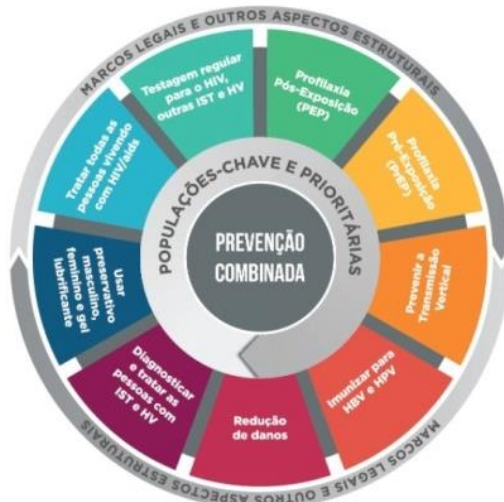 MARCOS LEGAIS E OUTROS ASPECTOS ESTRUTURAIS
Testagem regular
para o HIV,
outras IST e HV
Profilaxia
Pós-Exposição
(PEP)
Profilaxia
Pré-Exposição
(PrEP)
Prevenir a
Transmissão
Vertical
Imunizar para
HBV e HPV
Redução
de danos
Diagnosticar
e tratar as
pessoas com
IST e HV
Usar
preservativo
masculino,
feminino e gel
lubrificante
Tratar todas as
pessoas vivendo
com HIV/aids
POPULAÇÕES-CHAVE E PRIORITÁRIAS
PREVENÇÃO
COMBINADA
MARCOS LEGAIS E OUTROS ASPECTOS ESTRUTURAIS